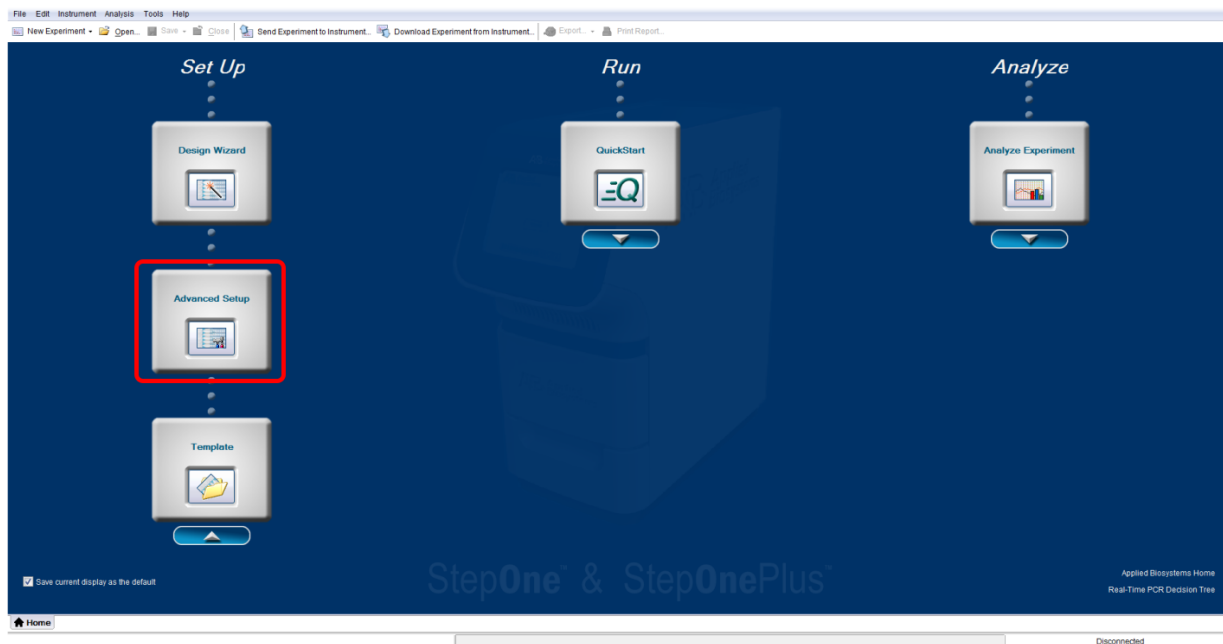 File Edit Instrument Analysis Tools Help
New Experiment Open... Save Close Send Experiment to Instrument... Download Experiment from Instrument... Export... Print Report...
Set Up
Run
Analyze
Design Wizard
QuickStart
Analyze Experiment
Q
Advanced Setup
Template
Save current display as the default
StepOne™ & StepOnePlus™
Applied Biosystems Home
Real-Time PCR Decision Tree
Home
Disconnected